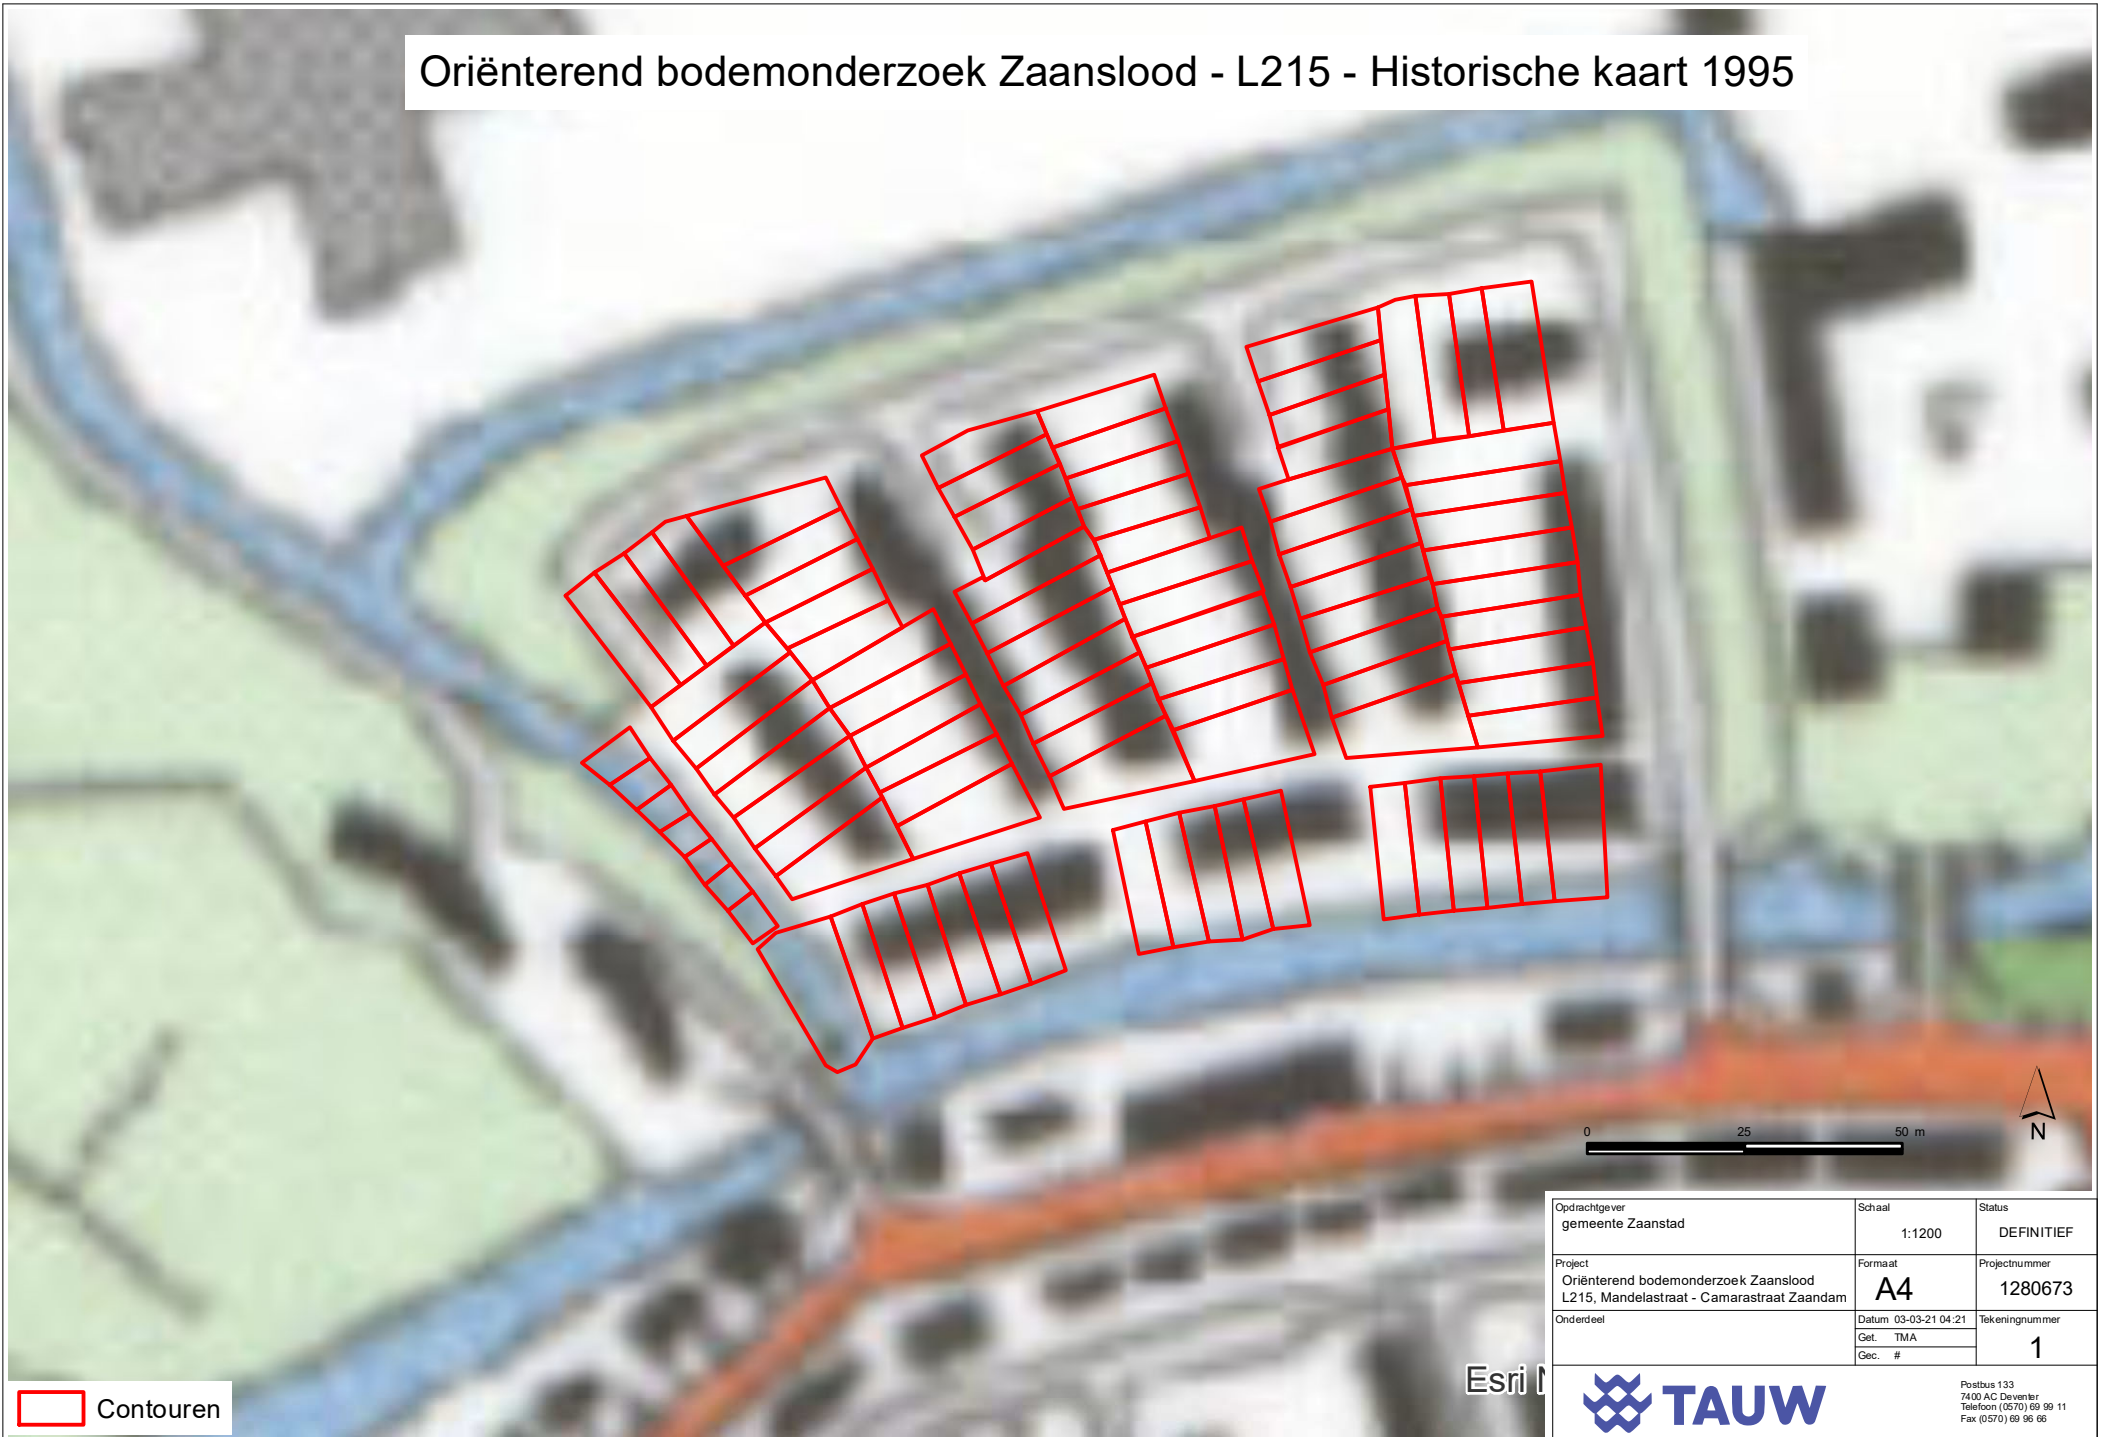 Oriënterend bodemonderzoek Zaanslood - L215 - Historische kaart 1995
0 25 50 m
N
Opdrachtgever
gemeente Zaanstad
Schaal
1:1200
Status
DEFINITIEF
Project
Oriënterend bodemonderzoek Zaanslood
L215, Mandelastraat - Camarastraat Zaandam
Formaat
A4
Projectnummer
1280673
Onderdeel
Datum 03-03-21 04:21
Get. TMA
Gec. #
Tekeningnummer
1
Esri
Contouren
TAUW
Postbus 133
7400 AC Deventer
Telefoon (0570) 69 99 11
Fax (0570) 69 96 66